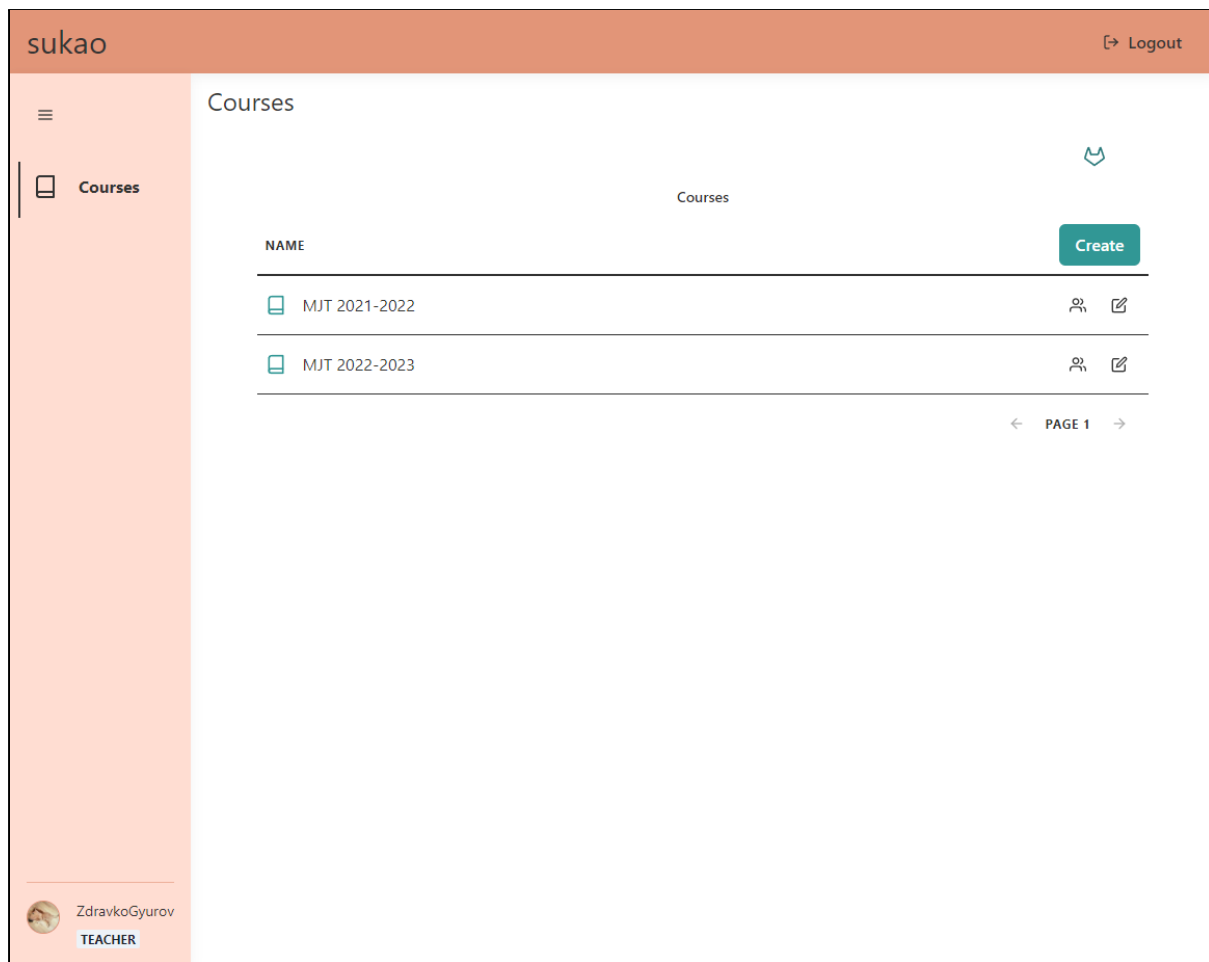 sukao
Logout
Courses
Courses
Courses
NAME
Create
MJT 2021-2022
MJT 2022-2023
PAGE 1
ZdravkoGyurov
TEACHER